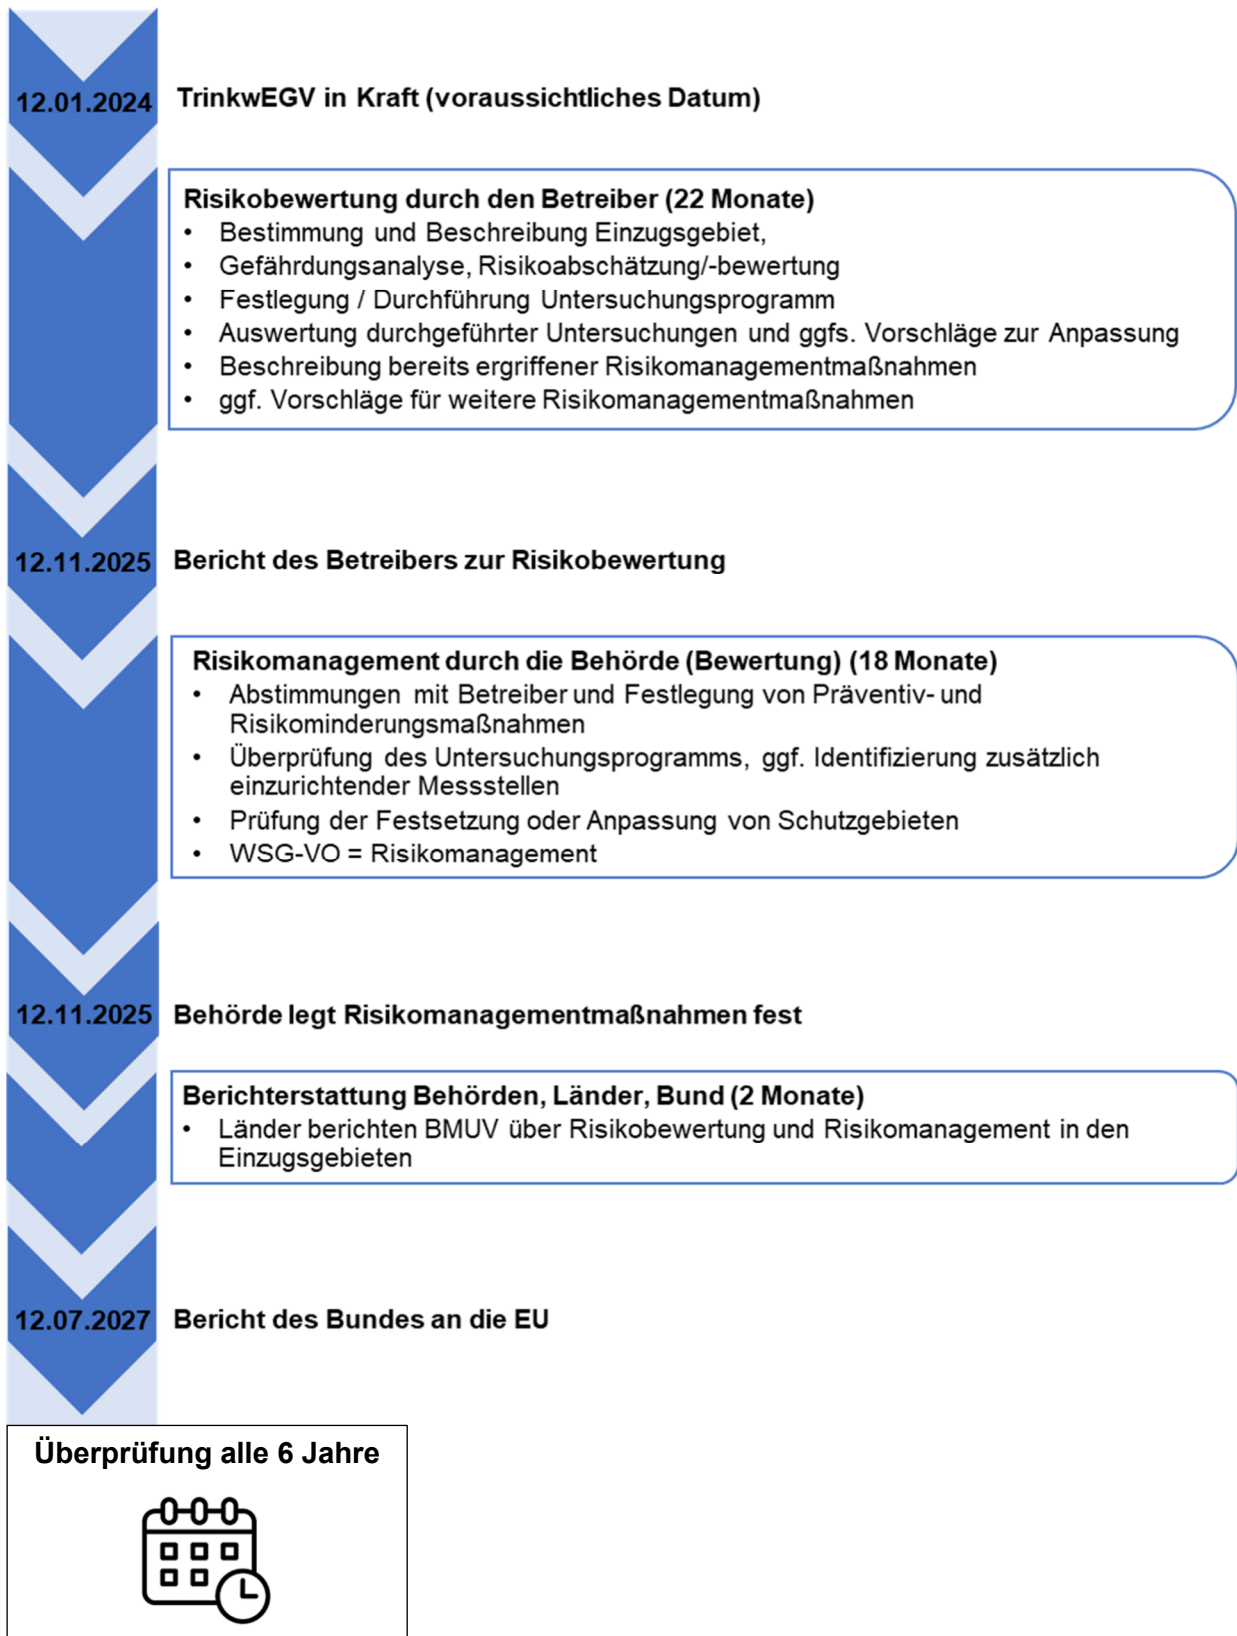 12.01.2024 TrinkwEGV in Kraft (voraussichtliches Datum)
Risikobewertung durch den Betreiber (22 Monate)
• Bestimmung und Beschreibung Einzugsgebiet,
• Gefährdungsanalyse, Risikoabschätzung/-bewertung
• Festlegung / Durchführung Untersuchungsprogramm
• Auswertung durchgeführter Untersuchungen und ggfs. Vorschläge zur Anpassung
• Beschreibung bereits ergriffener Risikomanagementmaßnahmen
• ggf. Vorschläge für weitere Risikomanagementmaßnahmen
12.11.2025 Bericht des Betreibers zur Risikobewertung
Risikomanagement durch die Behörde (Bewertung) (18 Monate)
• Abstimmungen mit Betreiber und Festlegung von Präventiv- und
Risikominderungsmaßnahmen
• Überprüfung des Untersuchungsprogramms, ggf. Identifizierung zusätzlich
einzurichtender Messstellen
• Prüfung der Festsetzung oder Anpassung von Schutzgebieten
• WSG-VO = Risikomanagement
12.11.2025 Behörde legt Risikomanagementmaßnahmen fest
Berichterstattung Behörden, Länder, Bund (2 Monate)
• Länder berichten BMUV über Risikobewertung und Risikomanagement in den
Einzugsgebieten
12.07.2027 Bericht des Bundes an die EU
Überprüfung alle 6 Jahre